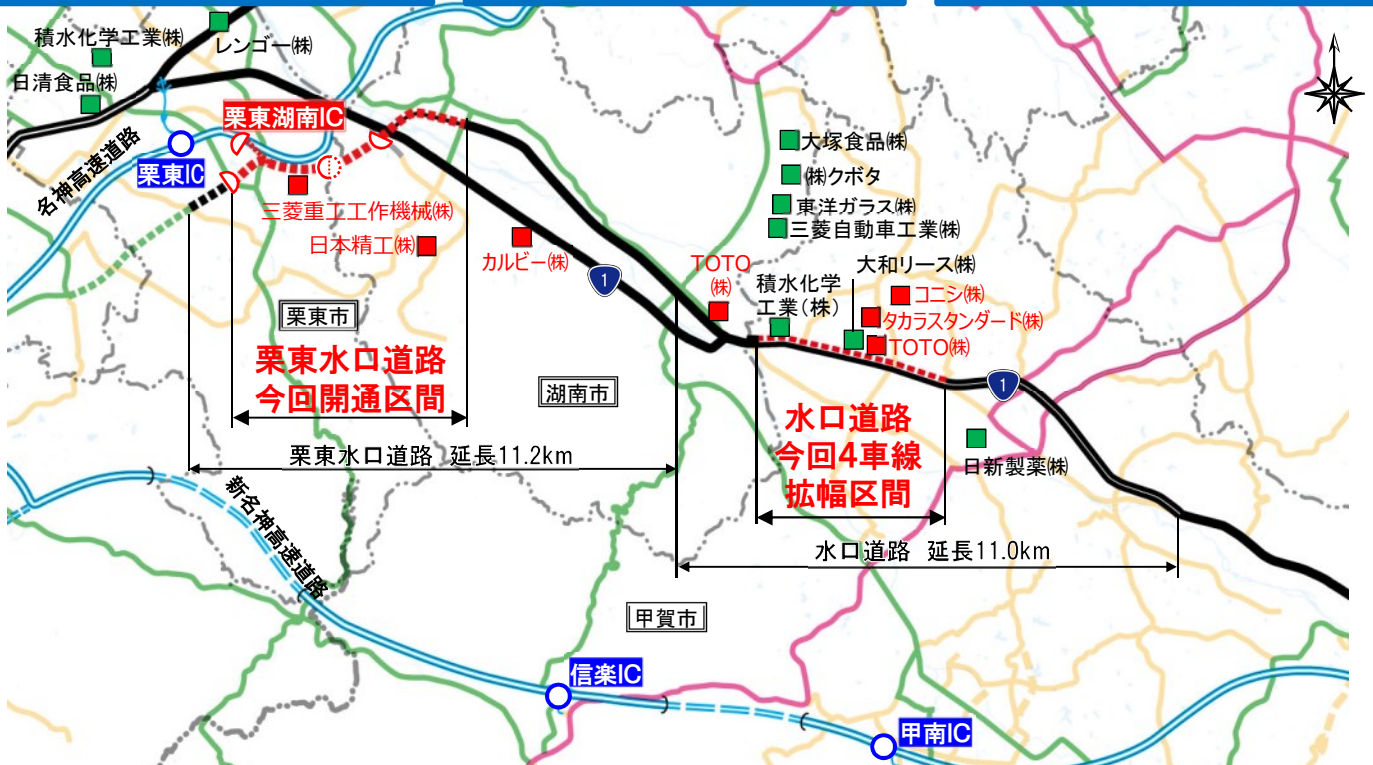 積水化学工業㈱
レンゴー㈱
日清食品㈱
栗東湖南IC
栗東IC
名神高速道路
三菱重工工作機械㈱
日本精工㈱
カルビー㈱
1
大塚食品㈱
㈱クボタ
東洋ガラス㈱
三菱自動車工業㈱
TOTO
㈱
積水化学
工業(株)
大和リース㈱
コニシ㈱
タカラスタンダード㈱
TOTO㈱
1
栗東市
栗東水口道路
今回開通区間
湖南市
水口道路
今回4車線
拡幅区間
日新製薬㈱
栗東水口道路 延長11.2km
水口道路 延長11.0km
新名神高速道路
甲賀市
信楽IC
甲南IC